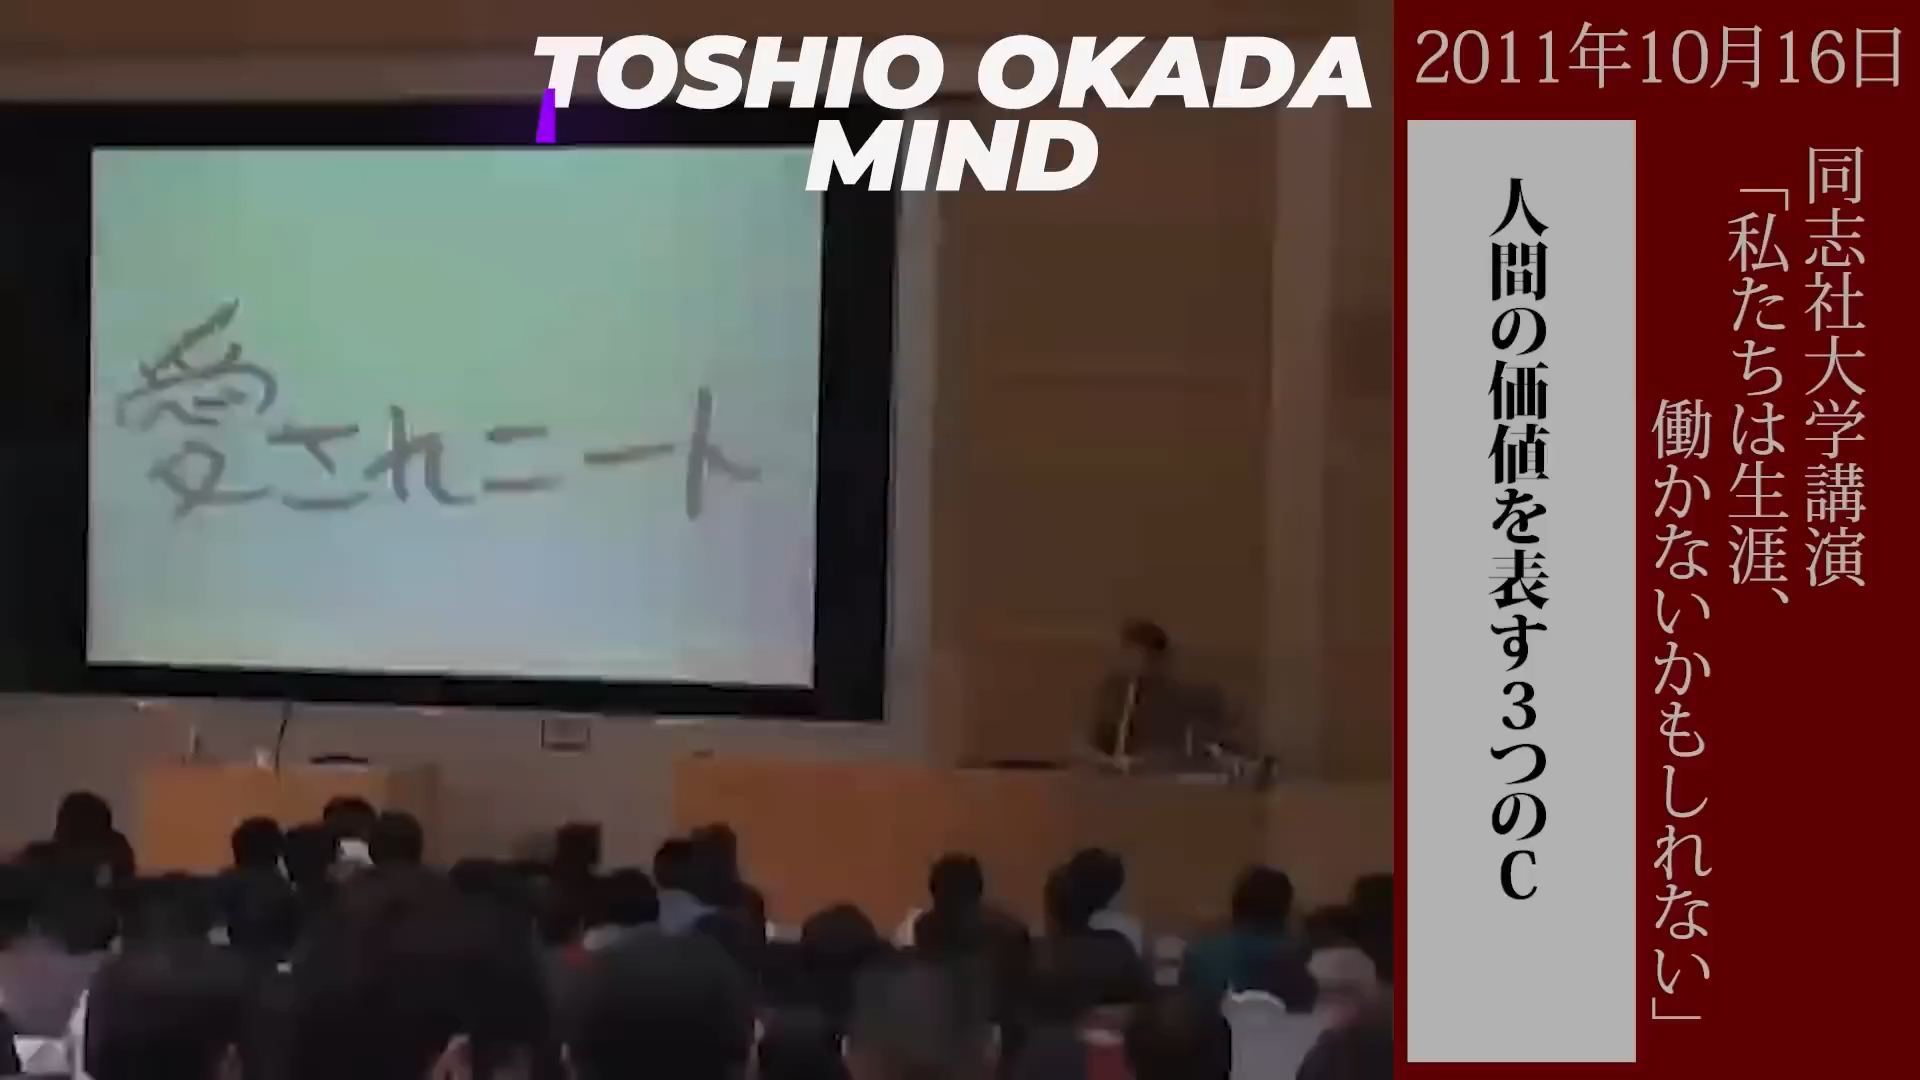 TOSHIO OKADA
MIND
2011年10月16日
同志社大学講演
「私たちは生涯、
働かないかもしれない」
人間の価値を表す3つのC
愛されニート